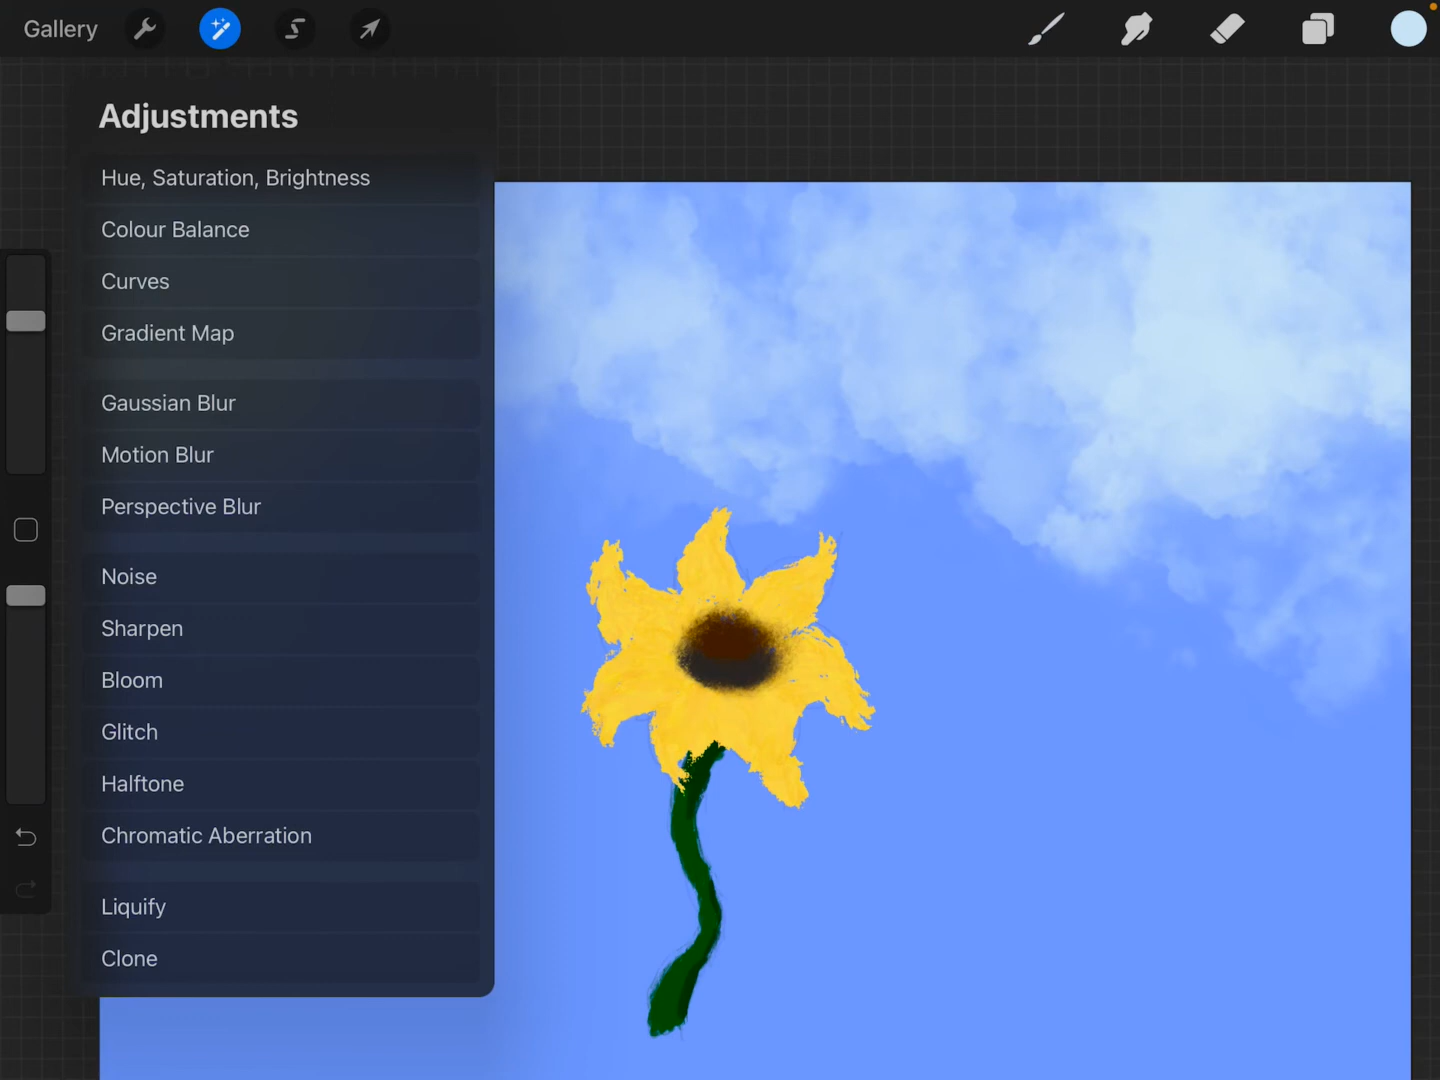 Gallery
Adjustments
Hue, Saturation, Brightness
Colour Balance
Curves
Gradient Map
Gaussian Blur
Motion Blur
Perspective Blur
Noise
Sharpen
Bloom
Glitch
Halftone
Chromatic Aberration
Liquify
Clone